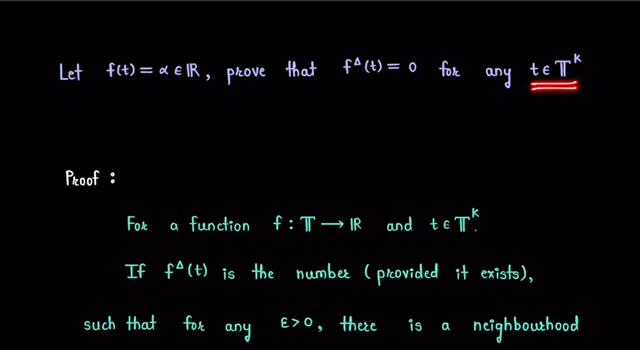 Let f(t) = α ∈ ℝ, prove that f^Δ(t) = 0 for any t ∈ 𝕋^k
Proof :
For a function f : 𝕋 → ℝ and t ∈ 𝕋^k.
If f^Δ(t) is the number (provided it exists),
such that for any ε > 0, there is a neighbourhood